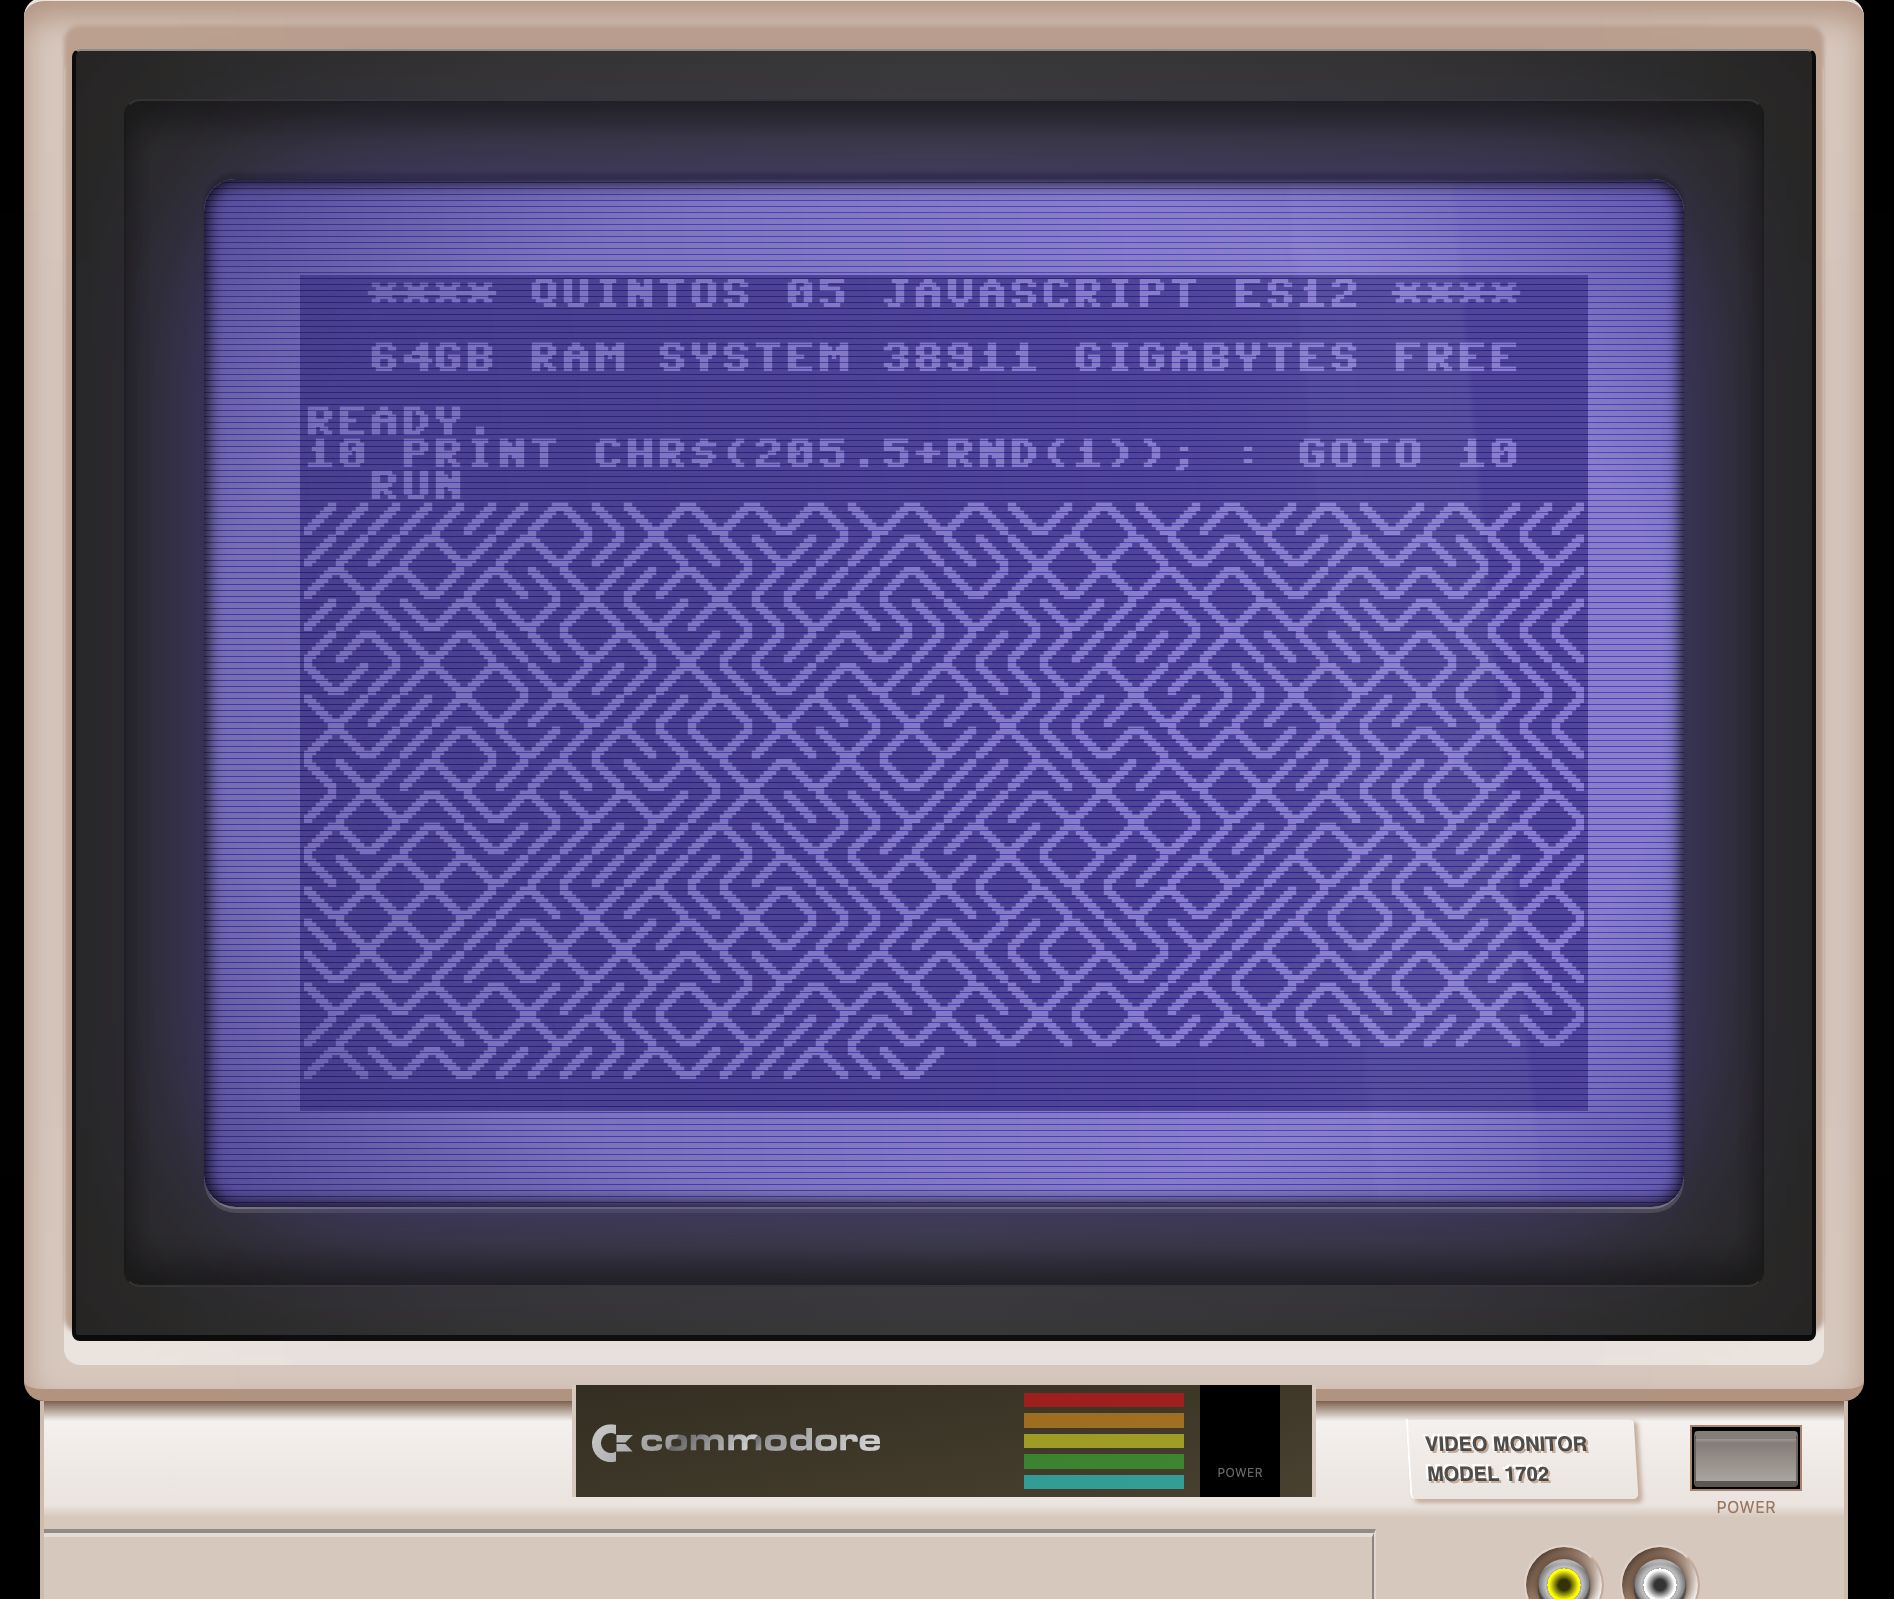 **** QUINTOS 05 JAVASCRIPT ES12 ****
64GB RAM SYSTEM 38911 GIGABYTES FREE
READY.
10 PRINT CHR$(205.5+RND(1)); : GOTO 10
RUN
commodore
POWER
VIDEO MONITOR
MODEL 1702
POWER